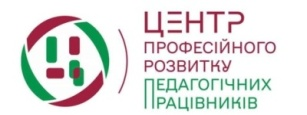 ЦЕНТР
ПРОФЕСІЙНОГО
РОЗВИТКУ
ПЕДАГОГІЧНИХ
ПРАЦІВНИКІВ